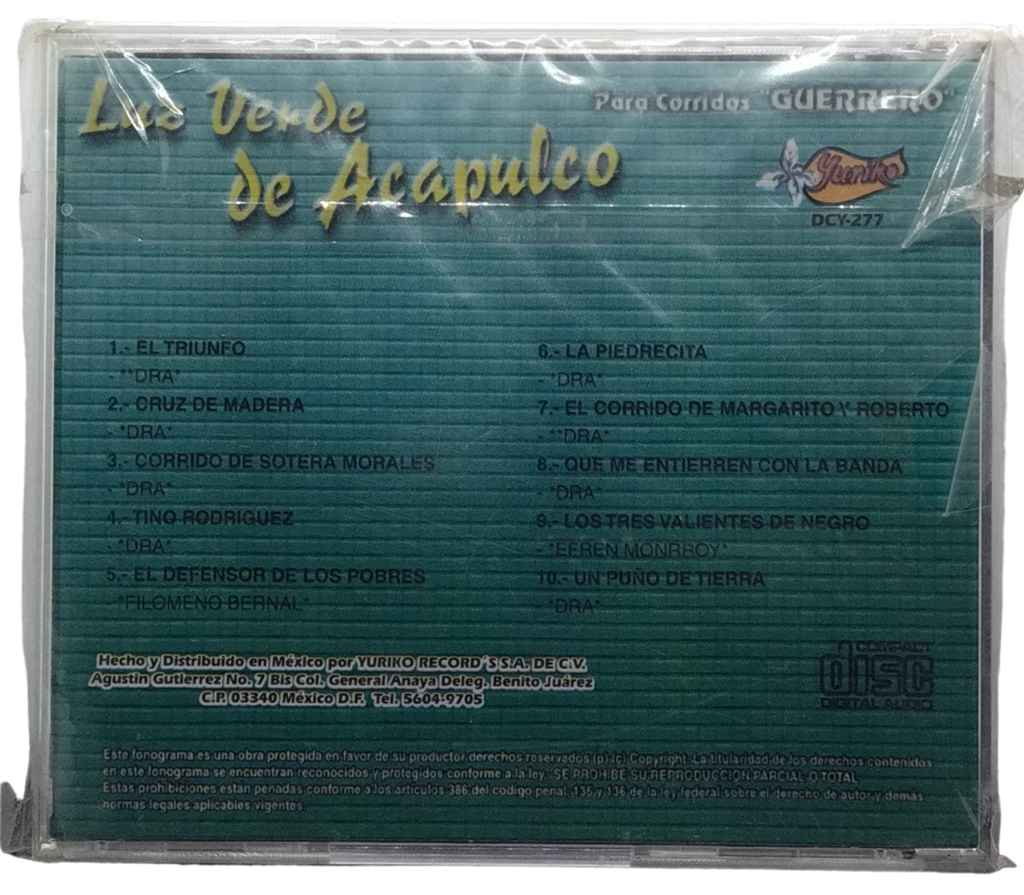 Luz Verde
de Acapulco
Para Corridos "GUERRERO"
Yuriko
DCY-277
1.- EL TRIUNFO
- **DRA*
2.- CRUZ DE MADERA
- *DRA*
3.- CORRIDO DE SOTERA MORALES
- *DRA*
4.- TINO RODRIGUEZ
- *DRA*
5.- EL DEFENSOR DE LOS POBRES
- *FILOMENO BERNAL*
6.- LA PIEDRECITA
- *DRA*
7.- EL CORRIDO DE MARGARITO Y ROBERTO
- **DRA*
8.- QUE ME ENTIERREN CON LA BANDA
- *DRA*
9.- LOS TRES VALIENTES DE NEGRO
- *EFREN MONRROY*
10.- UN PUÑO DE TIERRA
- *DRA*
Hecho y Distribuido en México por YURIKO RECORD´S S.A. DE C.V.
Agustin Gutierrez No. 7 Bis Col. General Anaya Deleg. Benito Juárez
C.P. 03340 México D.F. Tel. 5604-9705
COMPACT
disc
DIGITAL AUDIO
Este fonograma es una obra protegida en favor de su productor derechos reservados (p) (c) Copyright. La titularidad de los derechos contenidos
en este fonograma se encuentran reconocidos y protegidos conforme a la ley. SE PROHIBE SU REPRODUCCION PARCIAL O TOTAL
Estas prohibiciones estan penadas conforme a los articulos 386 del codigo penal, 135 y 136 de la ley federal sobre el derecho de autor y demás
normas legales aplicables vigentes.